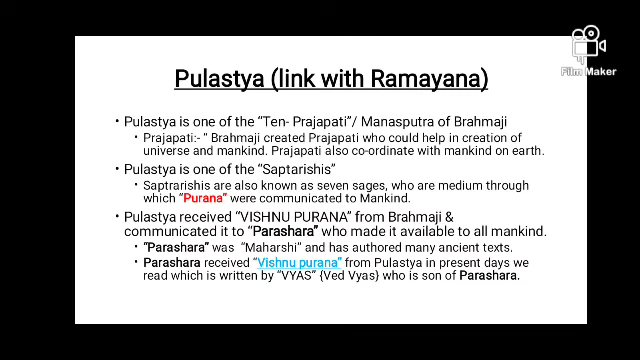 Pulastya (link with Ramayana)
• Pulastya is one of the “Ten- Prajapati”/ Manasputra of Brahmaji
• Prajapati:- " Brahmaji created Prajapati who could help in creation of
universe and mankind. Prajapati also co-ordinate with mankind on earth.
• Pulastya is one of the “Saptarishis”
• Saptrarishis are also known as seven sages, who are medium through
which “Purana” were communicated to Mankind.
• Pulastya received “VISHNU PURANA” from Brahmaji &
communicated it to “Parashara” who made it available to all mankind.
• “Parashara” was “Maharshi” and has authored many ancient texts.
• Parashara received “Vishnu purana” from Pulastya in present days we
read which is written by “VYAS” {Ved Vyas} who is son of Parashara.
Film Maker